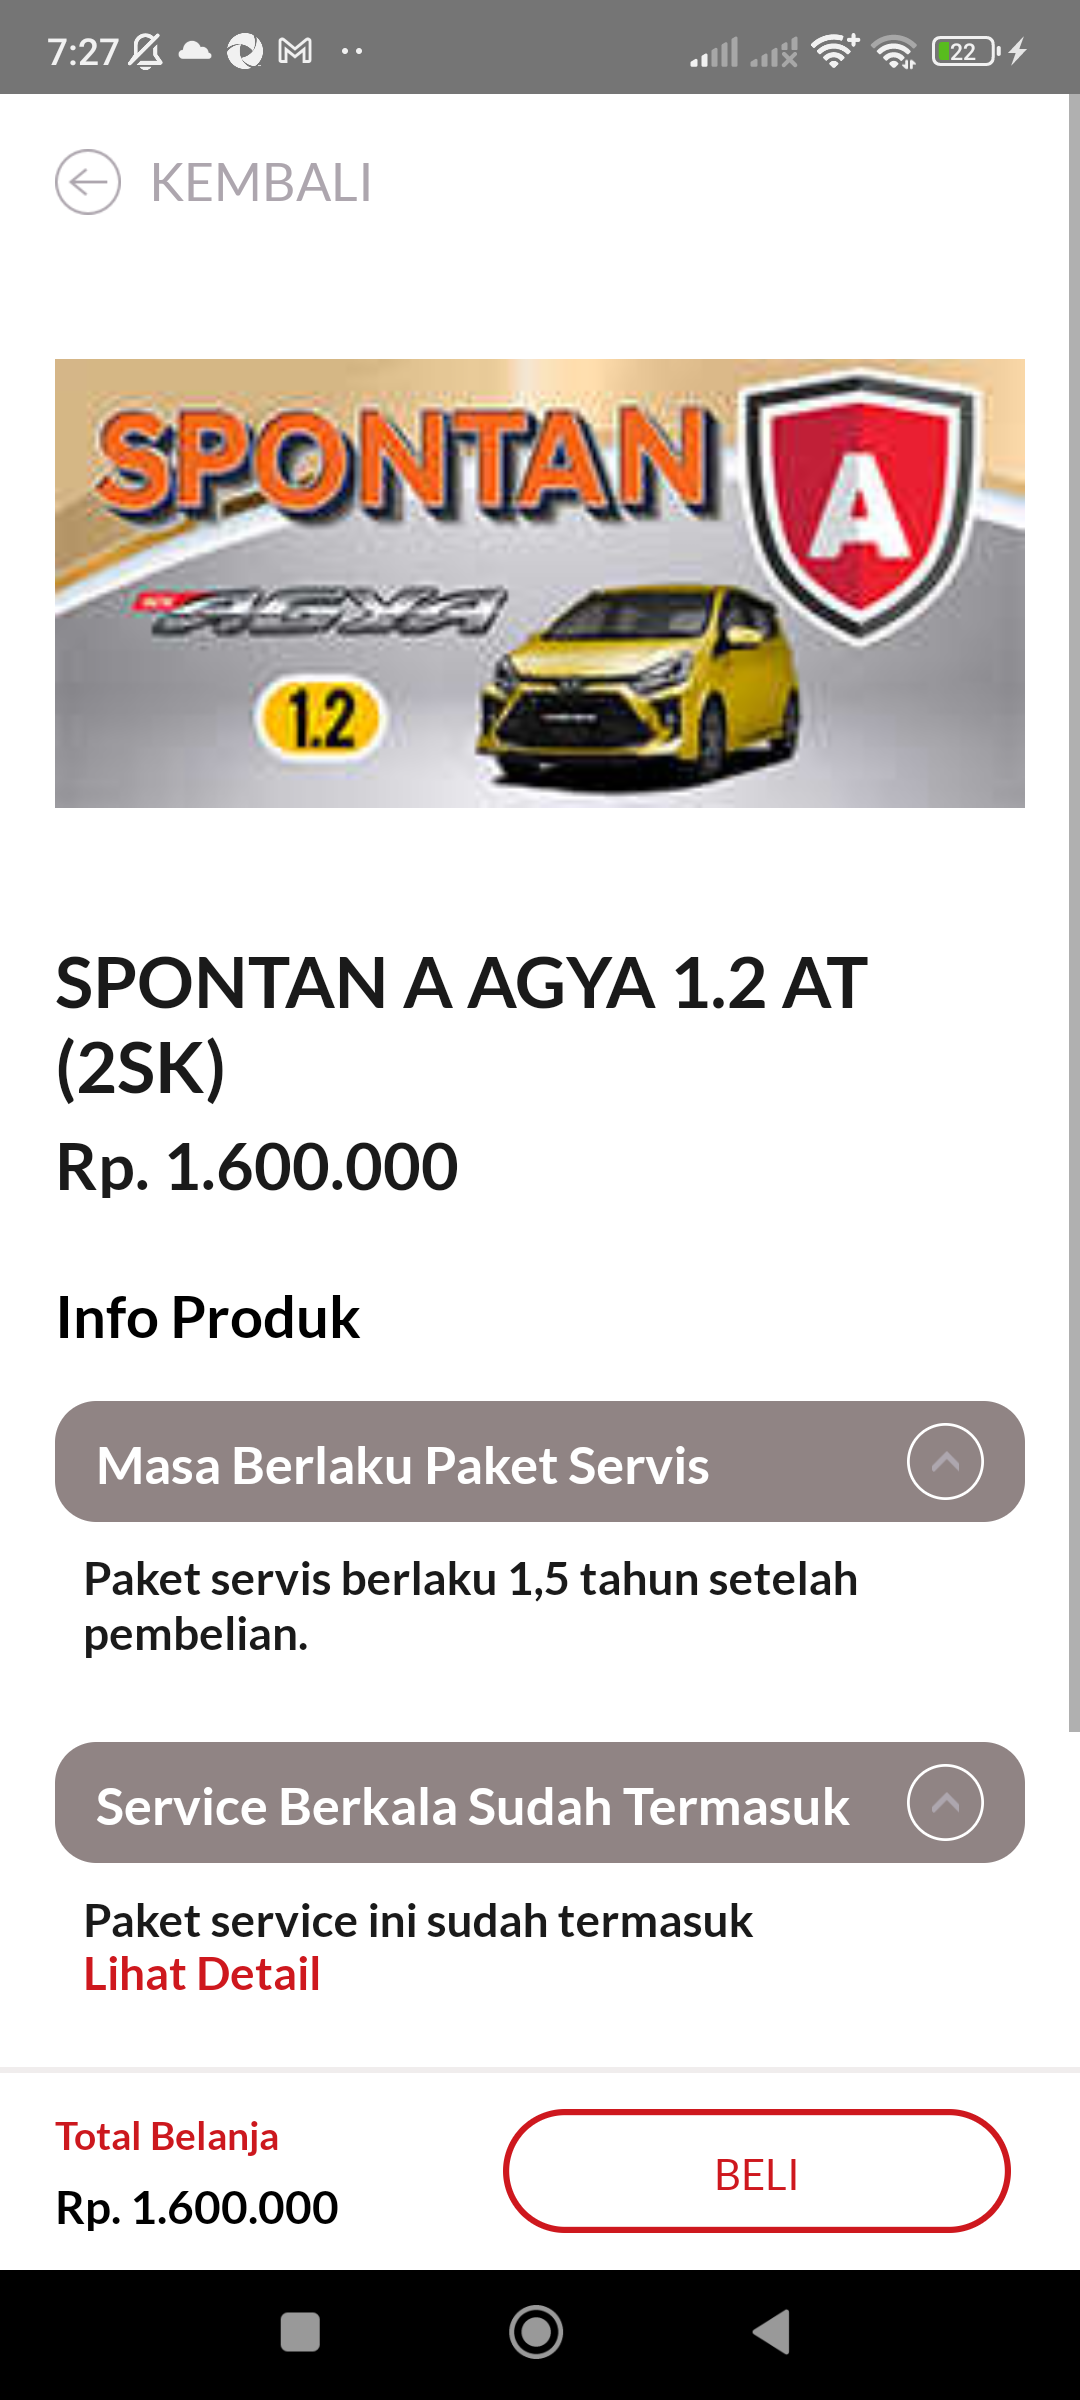 7:27
22
KEMBALI
SPONTAN
A
AGYA
1.2
SPONTAN A AGYA 1.2 AT
(2SK)
Rp. 1.600.000
Info Produk
Masa Berlaku Paket Servis
Paket servis berlaku 1,5 tahun setelah
pembelian.
Service Berkala Sudah Termasuk
Paket service ini sudah termasuk
Lihat Detail
Total Belanja
Rp. 1.600.000
BELI